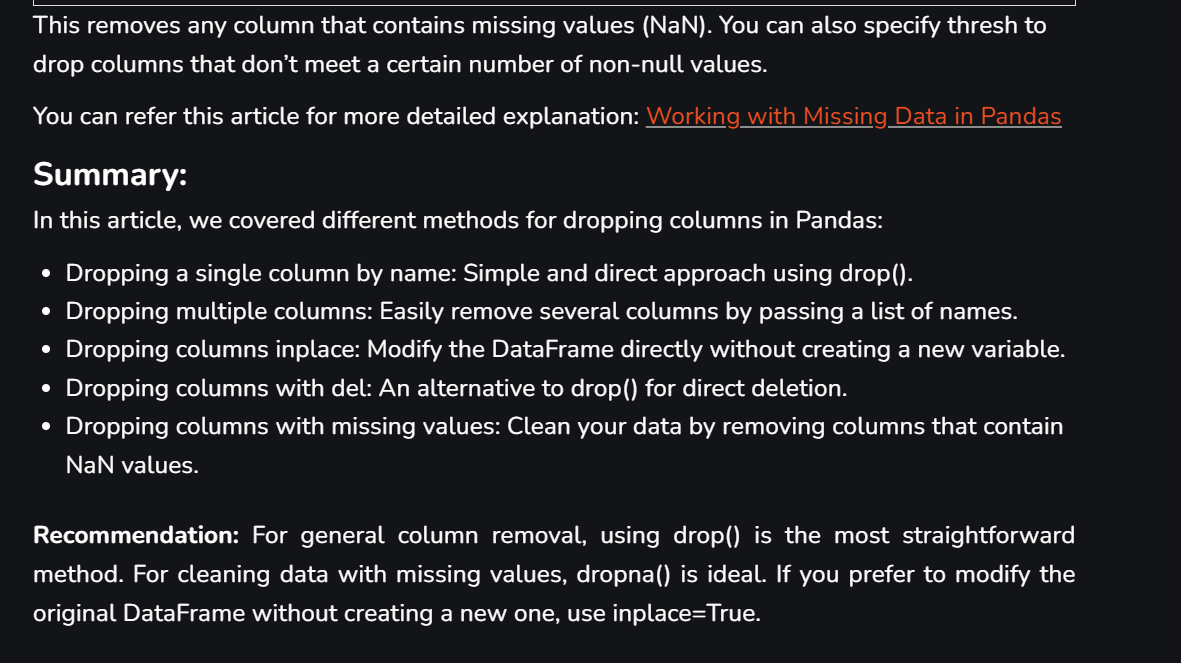 This removes any column that contains missing values (NaN). You can also specify thresh to
drop columns that don’t meet a certain number of non-null values.
You can refer this article for more detailed explanation: Working with Missing Data in Pandas
Summary:
In this article, we covered different methods for dropping columns in Pandas:
• Dropping a single column by name: Simple and direct approach using drop().
• Dropping multiple columns: Easily remove several columns by passing a list of names.
• Dropping columns inplace: Modify the DataFrame directly without creating a new variable.
• Dropping columns with del: An alternative to drop() for direct deletion.
• Dropping columns with missing values: Clean your data by removing columns that contain
NaN values.
Recommendation: For general column removal, using drop() is the most straightforward
method. For cleaning data with missing values, dropna() is ideal. If you prefer to modify the
original DataFrame without creating a new one, use inplace=True.